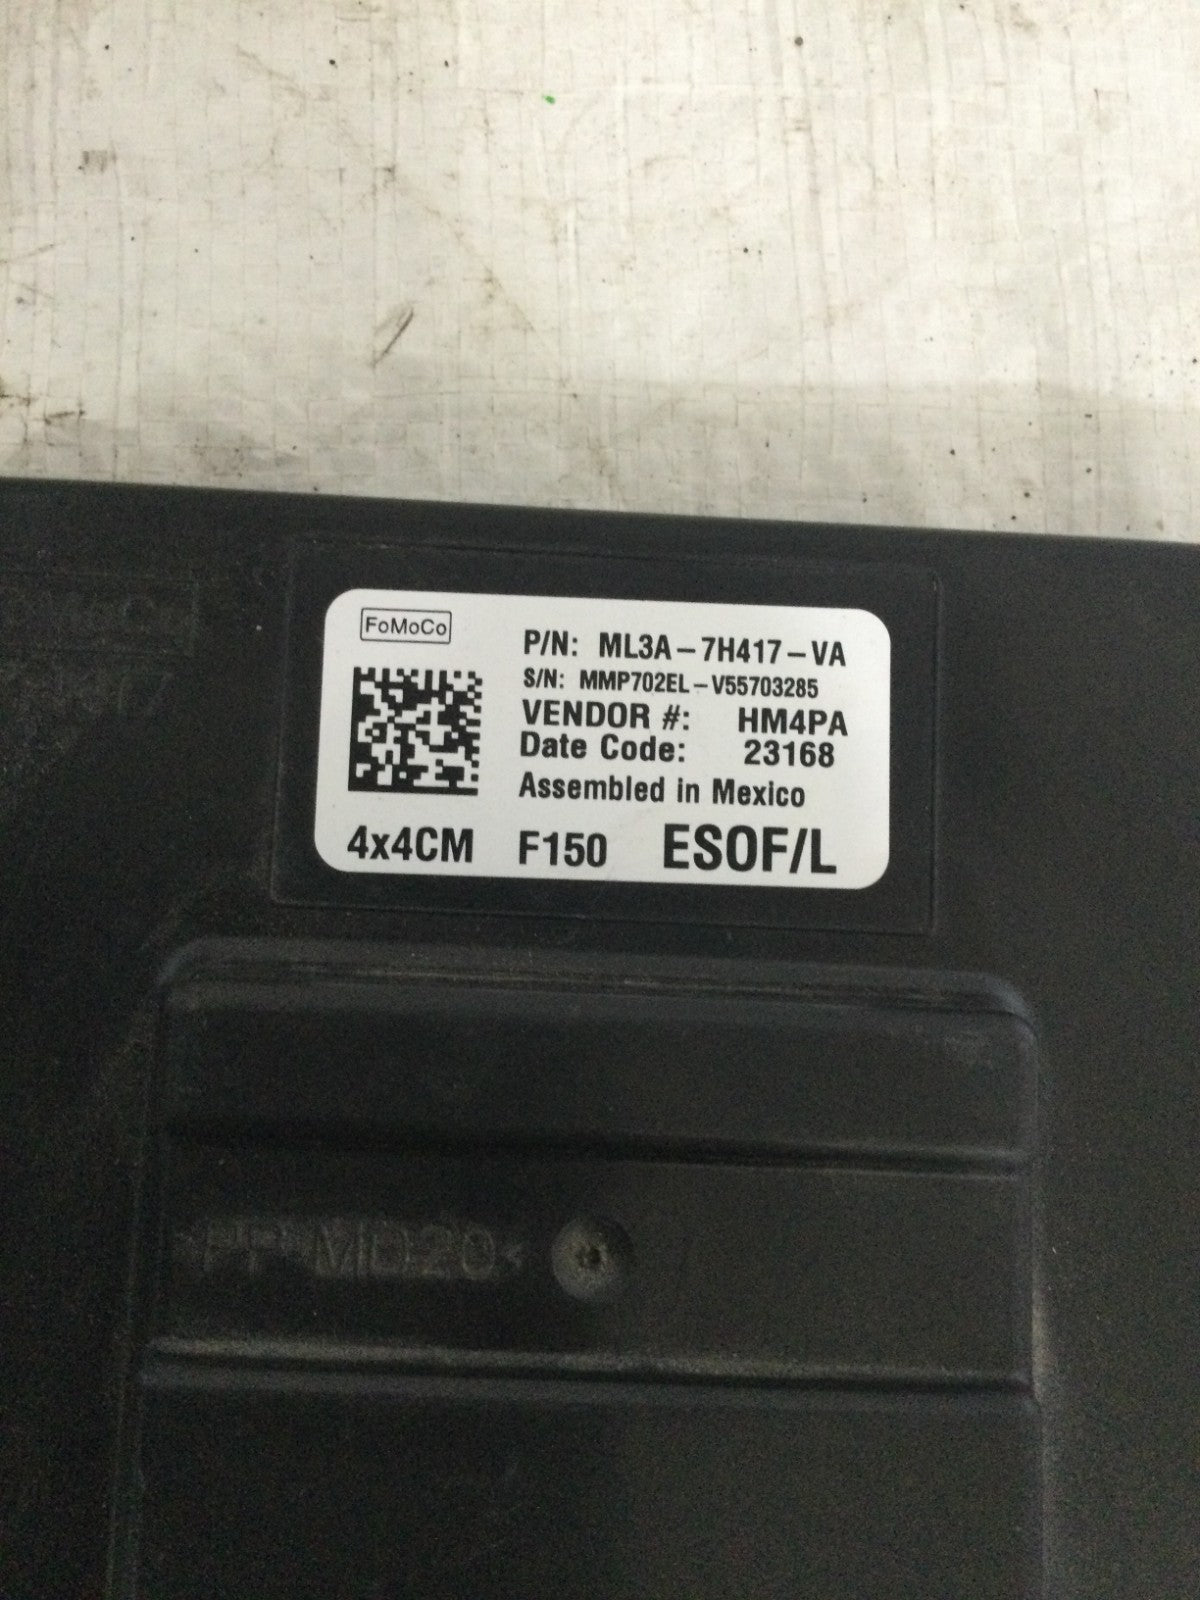 FoMoCo
P/N: ML3A-7H417-VA
S/N: MMP702EL-V55703285
VENDOR #: HM4PA
Date Code: 23168
Assembled in Mexico
4x4CM F150 ESOF/L